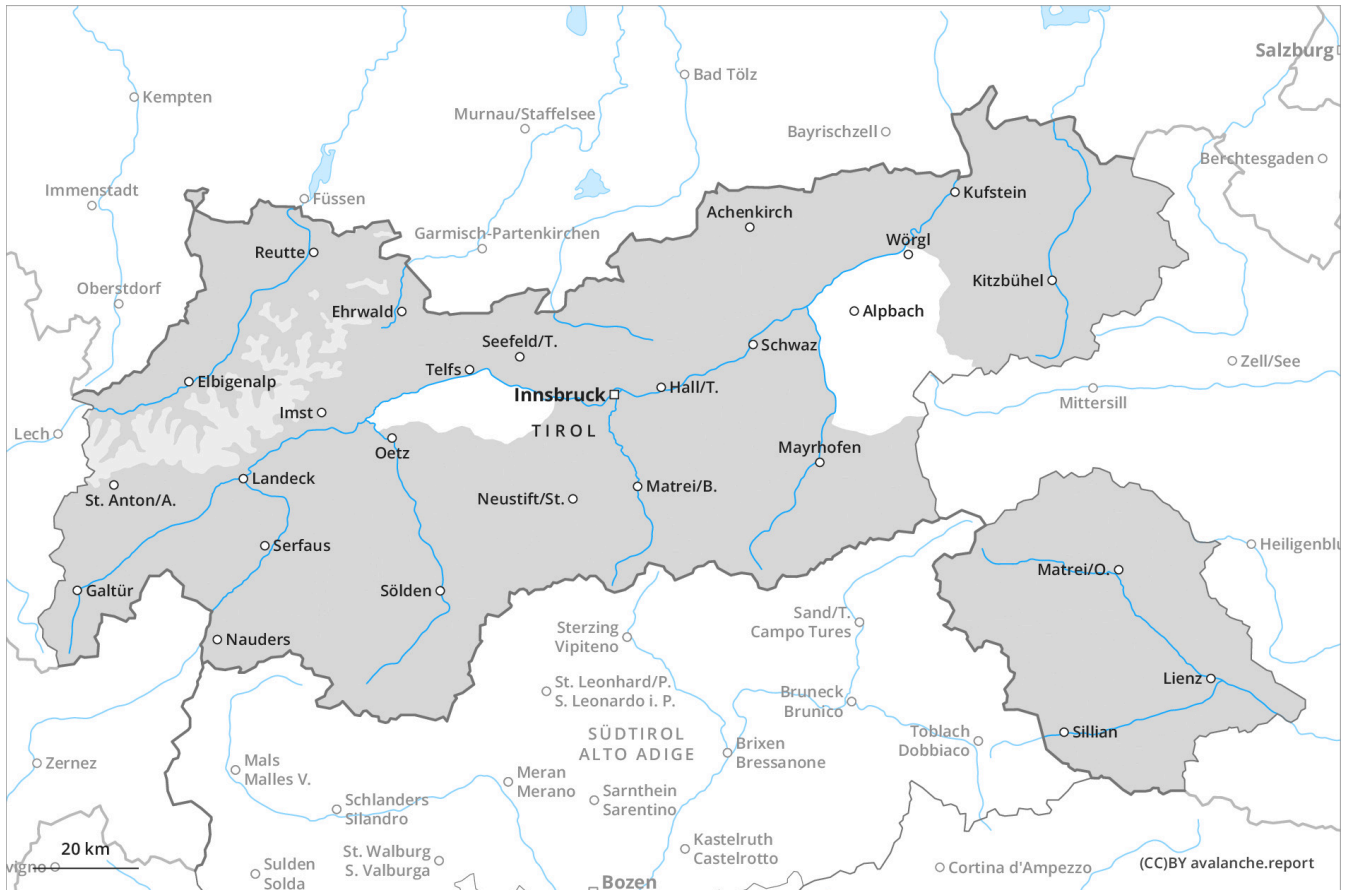 Salzburg
Bad Tölz
Kempten
Murnau/Staffelsee
Bayrischzell
Berchtesgaden
Immenstadt
Füssen
Kufstein
Achenkirch
Garmisch-Partenkirchen
Wörgl
Reutte
Kitzbühel
Oberstdorf
Ehrwald
Alpbach
Seefeld/T.
Schwaz
Zell/See
Telfs
Elbigenalp
Hall/T.
Innsbruck
Mittersill
Imst
TIROL
Lech
Oetz
Mayrhofen
Landeck
Matrei/B.
St. Anton/A.
Neustift/St.
Serfaus
Heiligenblu
Matrei/O.
Galtür
Sölden
Sand/T.
Campo Tures
Sterzing
Vipiteno
Nauders
Lienz
St. Leonhard/P.
S. Leonardo i. P.
Bruneck
Brunico
SÜDTIROL
ALTO ADIGE
Toblach
Dobbiaco
Sillian
Brixen
Bressanone
Zernez
Mals
Malles V.
Meran
Merano
Sarnthein
Sarentino
Schlanders
Silandro
Kastelruth
Castelrotto
20 km
St. Walburg
S. Valburga
(CC)BY avalanche.report
vigno
Sulden
Solda
Cortina d'Ampezzo
Bozen